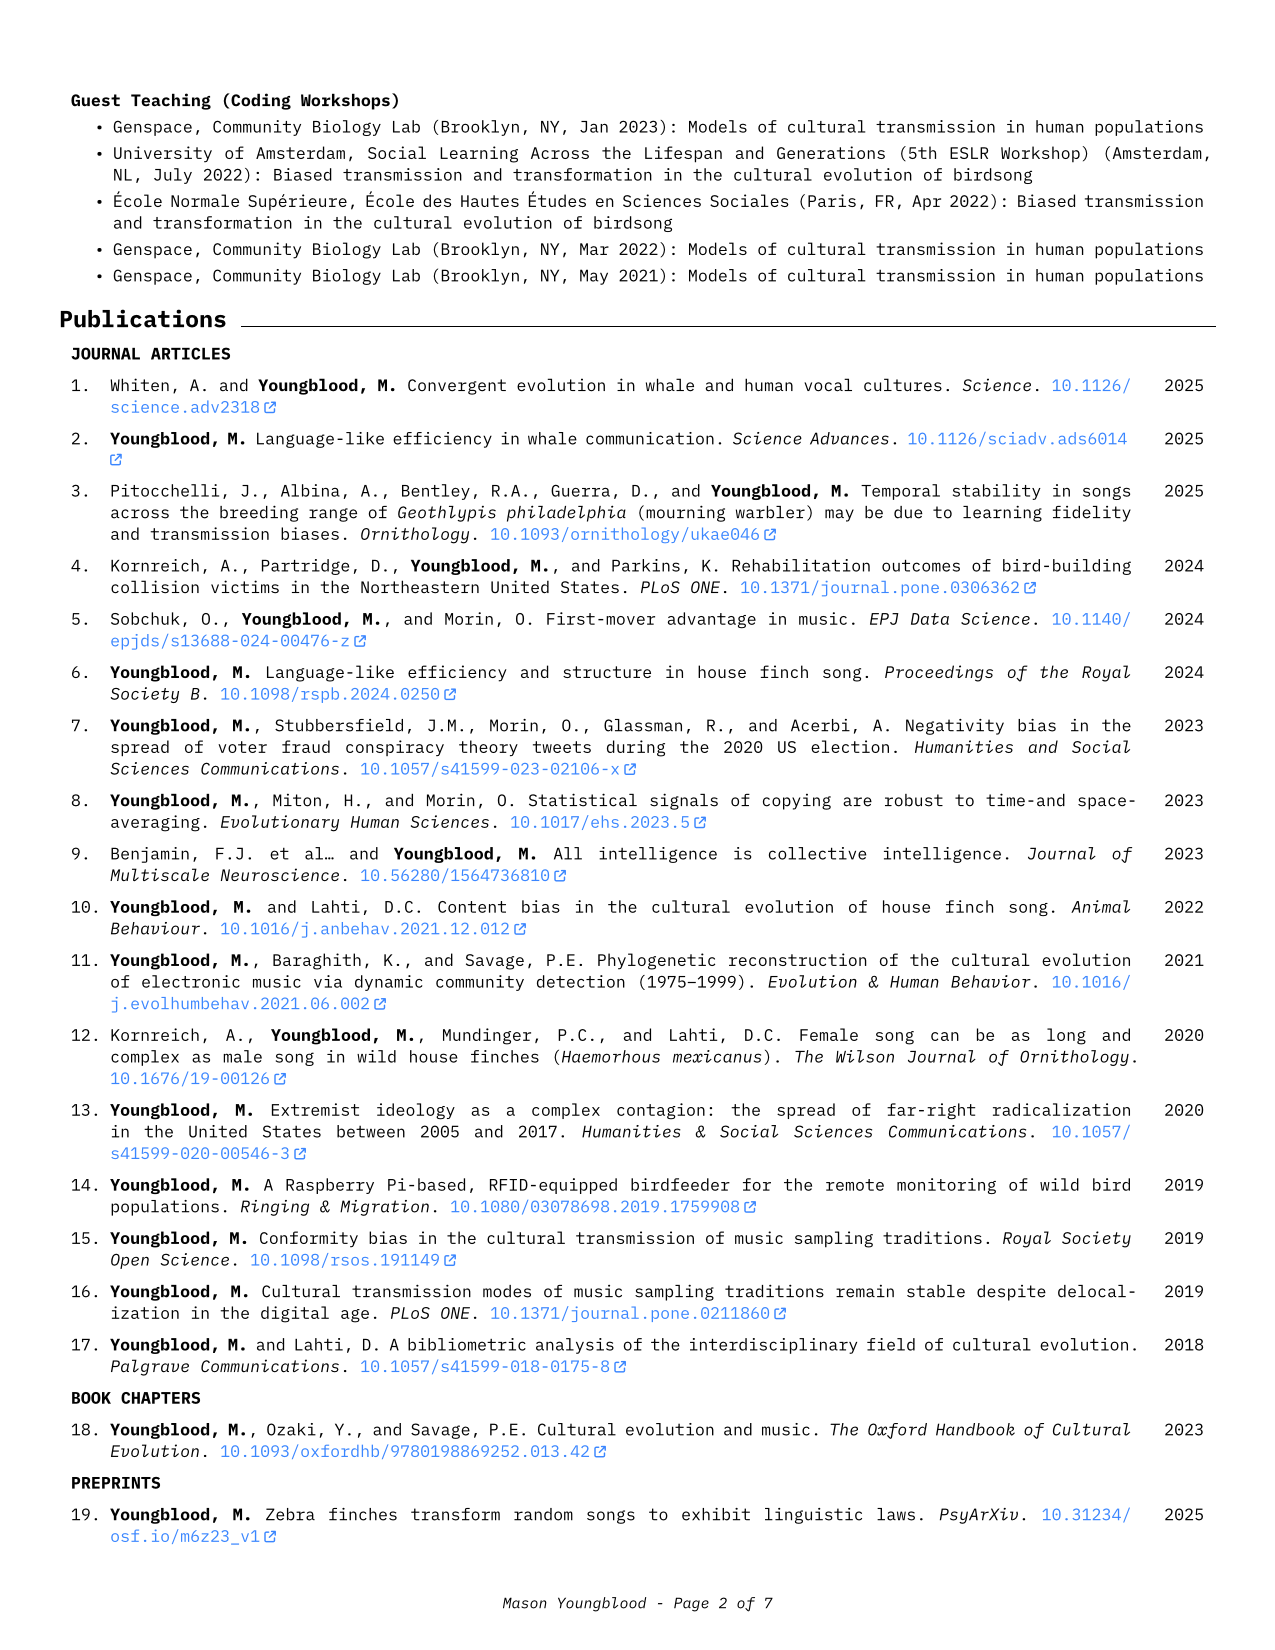 Guest Teaching (Coding Workshops)
• Genspace, Community Biology Lab (Brooklyn, NY, Jan 2023): Models of cultural transmission in human populations
• University of Amsterdam, Social Learning Across the Lifespan and Generations (5th ESLR Workshop) (Amsterdam,
NL, July 2022): Biased transmission and transformation in the cultural evolution of birdsong
• École Normale Supérieure, École des Hautes Études en Sciences Sociales (Paris, FR, Apr 2022): Biased transmission
and transformation in the cultural evolution of birdsong
• Genspace, Community Biology Lab (Brooklyn, NY, Mar 2022): Models of cultural transmission in human populations
• Genspace, Community Biology Lab (Brooklyn, NY, May 2021): Models of cultural transmission in human populations
Publications
JOURNAL ARTICLES
1. Whiten, A. and Youngblood, M. Convergent evolution in whale and human vocal cultures. Science. 10.1126/ 2025
science.adv2318
2. Youngblood, M. Language-like efficiency in whale communication. Science Advances. 10.1126/sciadv.ads6014 2025
3. Pitocchelli, J., Albina, A., Bentley, R.A., Guerra, D., and Youngblood, M. Temporal stability in songs 2025
across the breeding range of Geothlypis philadelphia (mourning warbler) may be due to learning fidelity
and transmission biases. Ornithology. 10.1093/ornithology/ukae046
4. Kornreich, A., Partridge, D., Youngblood, M., and Parkins, K. Rehabilitation outcomes of bird-building 2024
collision victims in the Northeastern United States. PLoS ONE. 10.1371/journal.pone.0306362
5. Sobchuk, O., Youngblood, M., and Morin, O. First-mover advantage in music. EPJ Data Science. 10.1140/ 2024
epjds/s13688-024-00476-z
6. Youngblood, M. Language-like efficiency and structure in house finch song. Proceedings of the Royal 2024
Society B. 10.1098/rspb.2024.0250
7. Youngblood, M., Stubbersfield, J.M., Morin, O., Glassman, R., and Acerbi, A. Negativity bias in the 2023
spread of voter fraud conspiracy theory tweets during the 2020 US election. Humanities and Social
Sciences Communications. 10.1057/s41599-023-02106-x
8. Youngblood, M., Miton, H., and Morin, O. Statistical signals of copying are robust to time-and space- 2023
averaging. Evolutionary Human Sciences. 10.1017/ehs.2023.5
9. Benjamin, F.J. et al… and Youngblood, M. All intelligence is collective intelligence. Journal of 2023
Multiscale Neuroscience. 10.56280/1564736810
10. Youngblood, M. and Lahti, D.C. Content bias in the cultural evolution of house finch song. Animal 2022
Behaviour. 10.1016/j.anbehav.2021.12.012
11. Youngblood, M., Baraghith, K., and Savage, P.E. Phylogenetic reconstruction of the cultural evolution 2021
of electronic music via dynamic community detection (1975–1999). Evolution & Human Behavior. 10.1016/
j.evolhumbehav.2021.06.002
12. Kornreich, A., Youngblood, M., Mundinger, P.C., and Lahti, D.C. Female song can be as long and 2020
complex as male song in wild house finches (Haemorhous mexicanus). The Wilson Journal of Ornithology.
10.1676/19-00126
13. Youngblood, M. Extremist ideology as a complex contagion: the spread of far-right radicalization 2020
in the United States between 2005 and 2017. Humanities & Social Sciences Communications. 10.1057/
s41599-020-00546-3
14. Youngblood, M. A Raspberry Pi-based, RFID-equipped birdfeeder for the remote monitoring of wild bird 2019
populations. Ringing & Migration. 10.1080/03078698.2019.1759908
15. Youngblood, M. Conformity bias in the cultural transmission of music sampling traditions. Royal Society 2019
Open Science. 10.1098/rsos.191149
16. Youngblood, M. Cultural transmission modes of music sampling traditions remain stable despite delocal- 2019
ization in the digital age. PLoS ONE. 10.1371/journal.pone.0211860
17. Youngblood, M. and Lahti, D. A bibliometric analysis of the interdisciplinary field of cultural evolution. 2018
Palgrave Communications. 10.1057/s41599-018-0175-8
BOOK CHAPTERS
18. Youngblood, M., Ozaki, Y., and Savage, P.E. Cultural evolution and music. The Oxford Handbook of Cultural 2023
Evolution. 10.1093/oxfordhb/9780198869252.013.42
PREPRINTS
19. Youngblood, M. Zebra finches transform random songs to exhibit linguistic laws. PsyArXiv. 10.31234/ 2025
osf.io/m6z23_v1
Mason Youngblood - Page 2 of 7